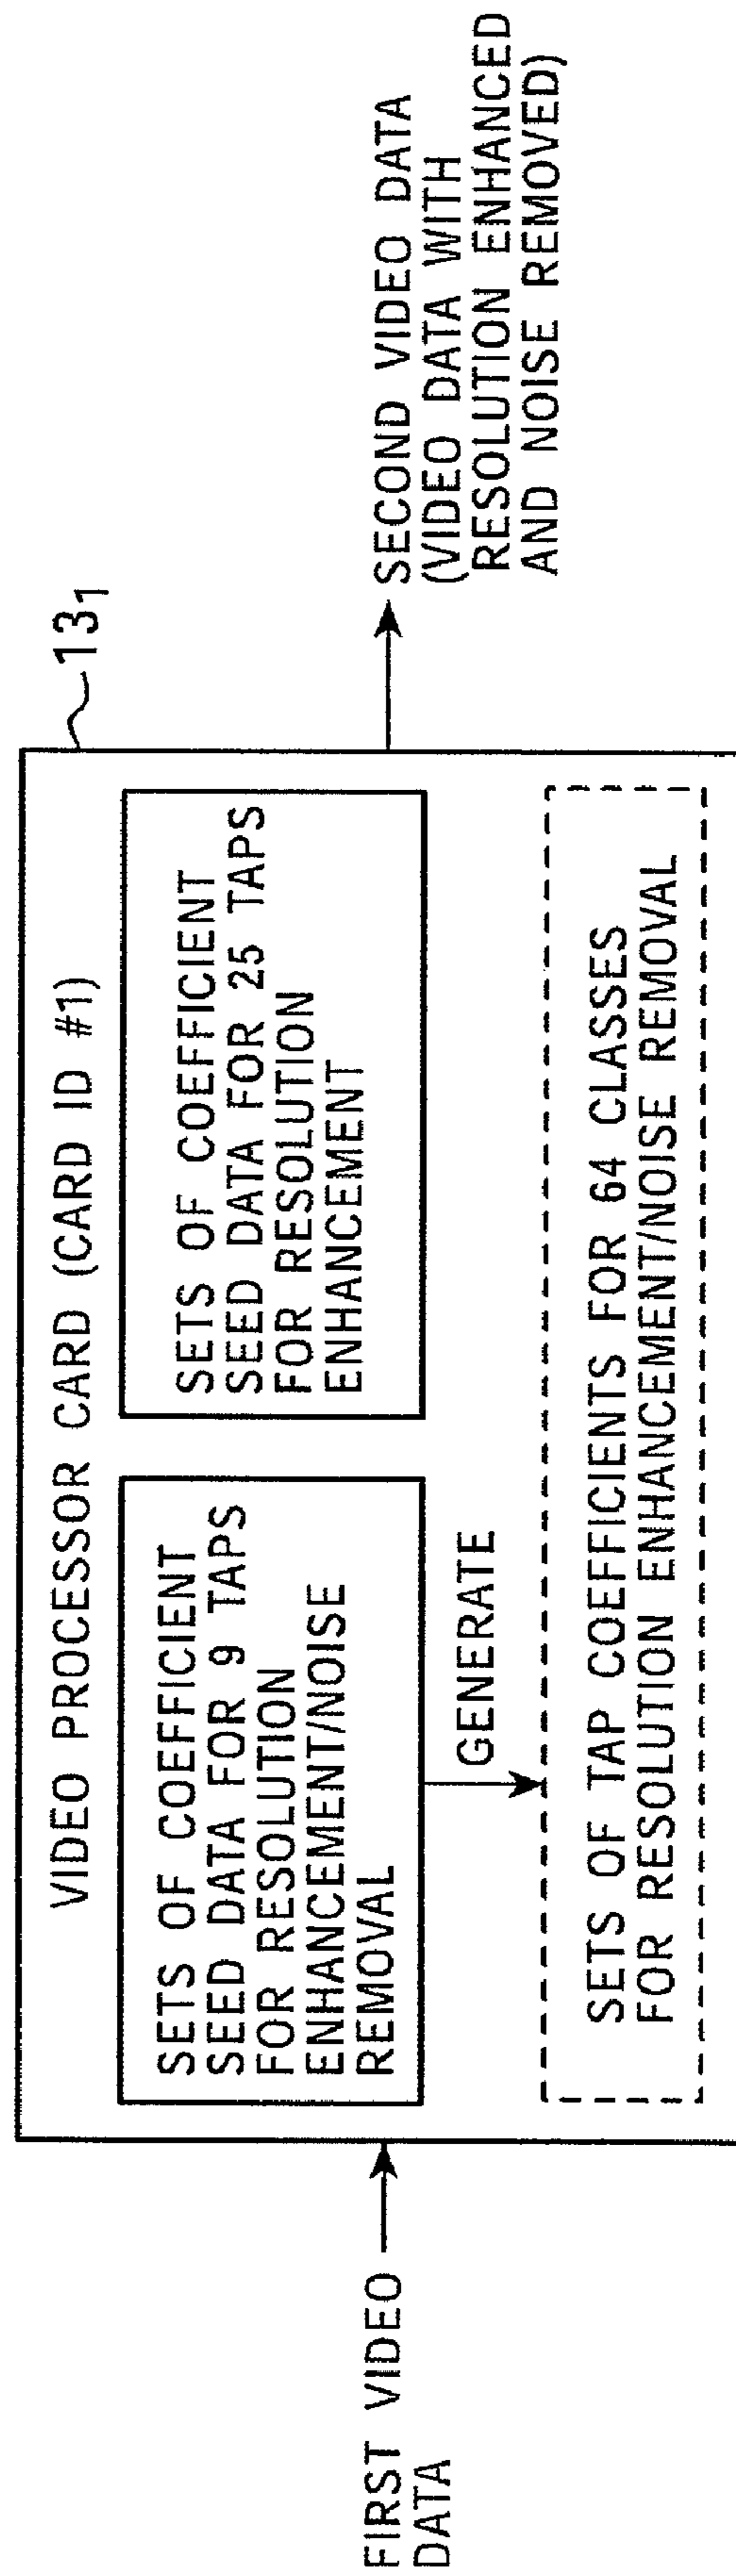 VIDEO PROCESSOR CARD (CARD ID #1)
13₁
SETS OF COEFFICIENT
SEED DATA FOR 9 TAPS
FOR RESOLUTION
ENHANCEMENT/NOISE
REMOVAL
SETS OF COEFFICIENT
SEED DATA FOR 25 TAPS
FOR RESOLUTION
ENHANCEMENT
FIRST VIDEO
DATA
GENERATE
SETS OF TAP COEFFICIENTS FOR 64 CLASSES
FOR RESOLUTION ENHANCEMENT/NOISE REMOVAL
SECOND VIDEO DATA
(VIDEO DATA WITH
RESOLUTION ENHANCED
AND NOISE REMOVED)